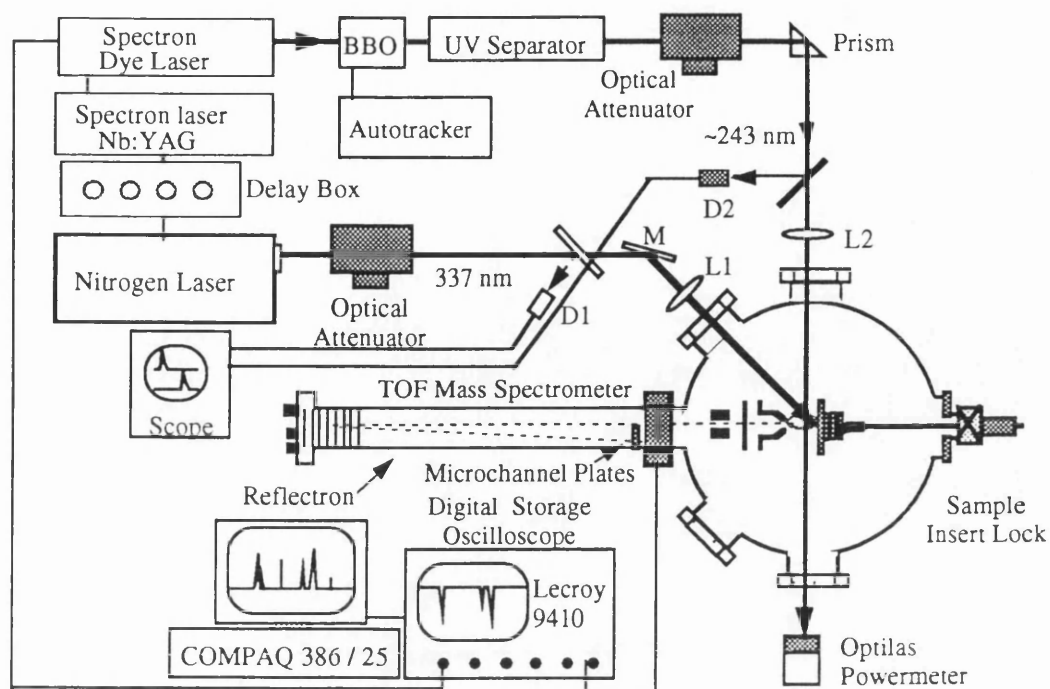 Spectron
Dye Laser
BBO
UV Separator
Prism
Optical
Attenuator
Spectron laser
Nb:YAG
Autotracker
~243 nm
Delay Box
D2
L2
M
L1
Nitrogen Laser
337 nm
Optical
Attenuator
D1
Scope
TOF Mass Spectrometer
Microchannel Plates
Reflectron
Digital Storage
Oscilloscope
Sample
Insert Lock
Lecroy
9410
COMPAQ 386 / 25
Optilas
Powermeter